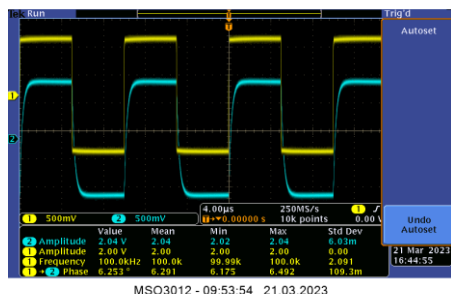 Tek Run
Trig'd
Autoset
1
2
1 500mV
2 500mV
4.00µs
0.00000 s
250MS/s
10k points
1
0.00 V
Undo
Autoset
Value Mean Min Max Std Dev
2 Amplitude 2.04 V 2.04 2.02 2.04 6.03m
1 Amplitude 2.00 V 2.00 2.00 2.00 0.00
1 Frequency 100.0kHz 100.0k 99.99k 100.0k 2.091
1 → 2 Phase 6.253 ° 6.291 6.175 6.492 109.3m
21 Mar 2023
16:44:55
MSO3012 - 09:53:54 21.03.2023